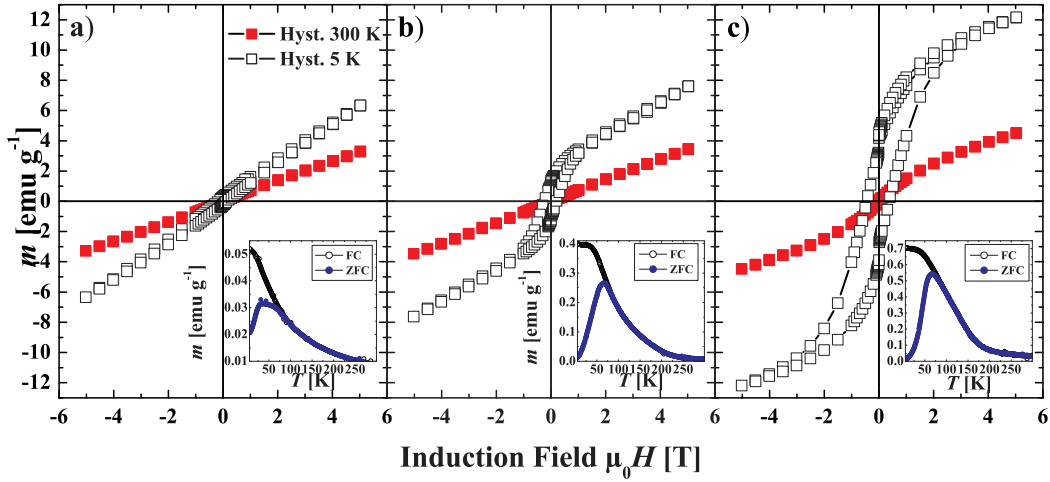 a)
b)
c)
Hyst. 300 K
Hyst. 5 K
m [emu g⁻¹]
12
10
8
6
4
2
0
-2
-4
-6
-8
-10
-12
m [emu g⁻¹]
0.05
0.04
0.03
0.02
0.01
FC
ZFC
50 100 150 200 250
T [K]
m [emu g⁻¹]
0.4
0.3
0.2
0.1
0.0
FC
ZFC
50 100 150 200 250
T [K]
0.7
0.6
0.5
0.4
0.3
0.2
0.1
0.0
FC
ZFC
50 100 150 200 250
T [K]
-6 -4 -2 0 2 4 -6 -4 -2 0 2 4 -6 -4 -2 0 2 4 6
Induction Field μ₀H [T]